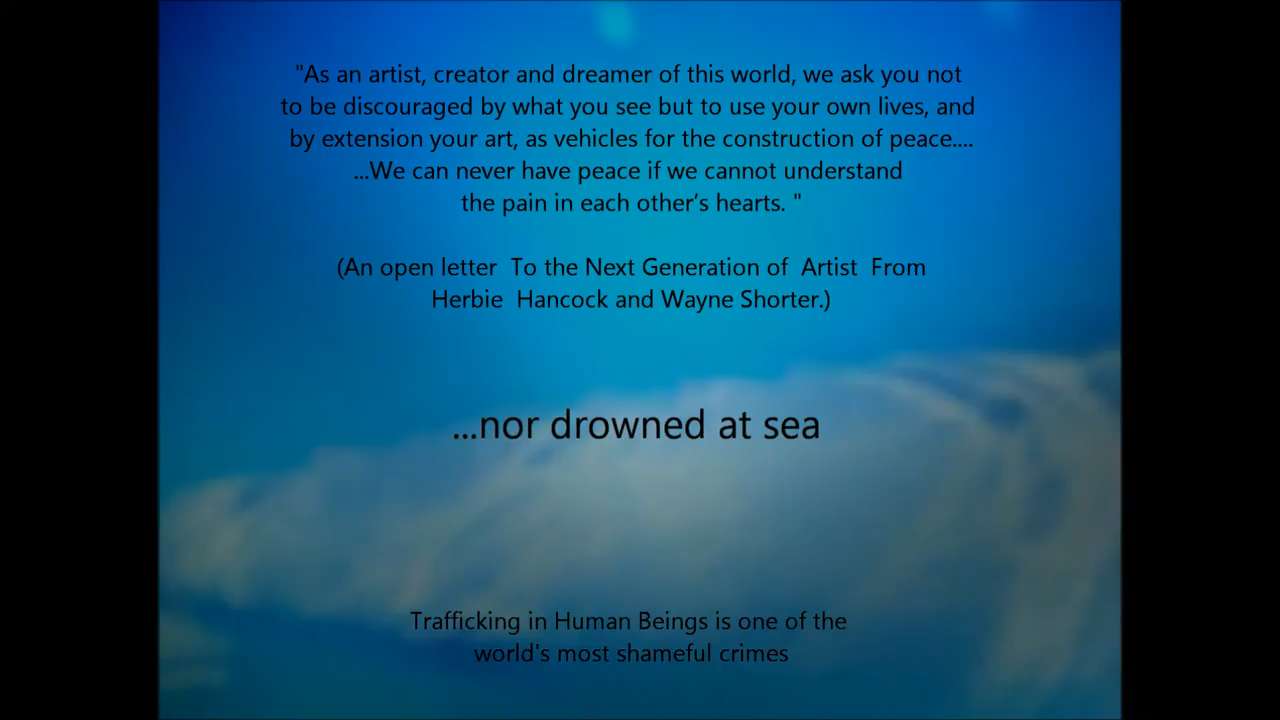 "As an artist, creator and dreamer of this world, we ask you not
to be discouraged by what you see but to use your own lives, and
by extension your art, as vehicles for the construction of peace....
...We can never have peace if we cannot understand
the pain in each other’s hearts. "
(An open letter  To the Next Generation of  Artist  From
Herbie  Hancock and Wayne Shorter.)
...nor drowned at sea
Trafficking in Human Beings is one of the
world's most shameful crimes